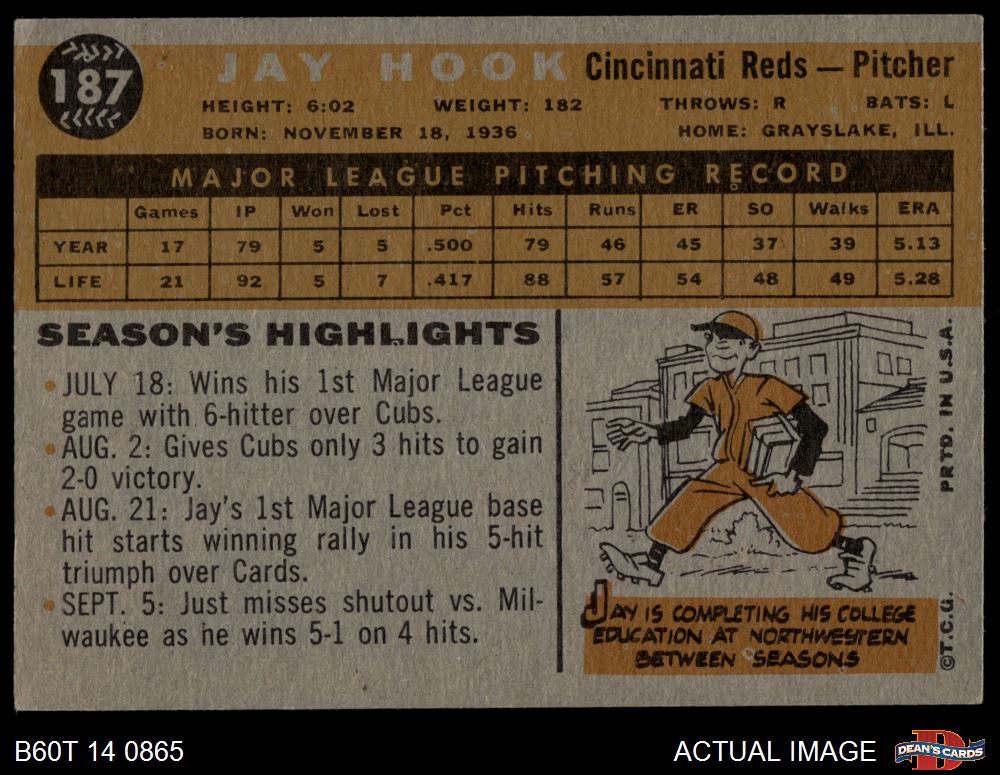 187
JAY HOOK Cincinnati Reds — Pitcher
HEIGHT: 6:02 WEIGHT: 182 THROWS: R BATS: L
BORN: NOVEMBER 18, 1936 HOME: GRAYSLAKE, ILL.
MAJOR LEAGUE PITCHING RECORD
Games IP Won Lost Pct Hits Runs ER SO Walks ERA
YEAR 17 79 5 5 .500 79 46 45 37 39 5.13
LIFE 21 92 5 7 .417 88 57 54 48 49 5.28
SEASON'S HIGHLIGHTS
• JULY 18: Wins his 1st Major League
game with 6-hitter over Cubs.
• AUG. 2: Gives Cubs only 3 hits to gain
2-0 victory.
• AUG. 21: Jay's 1st Major League base
hit starts winning rally in his 5-hit
triumph over Cards.
• SEPT. 5: Just misses shutout vs. Mil-
waukee as he wins 5-1 on 4 hits.
JAY IS COMPLETING HIS COLLEGE
EDUCATION AT NORTHWESTERN
BETWEEN SEASONS
©T.C.G. PRTD. IN U.S.A.
B60T 14 0865
ACTUAL IMAGE
D
DEAN'S CARDS